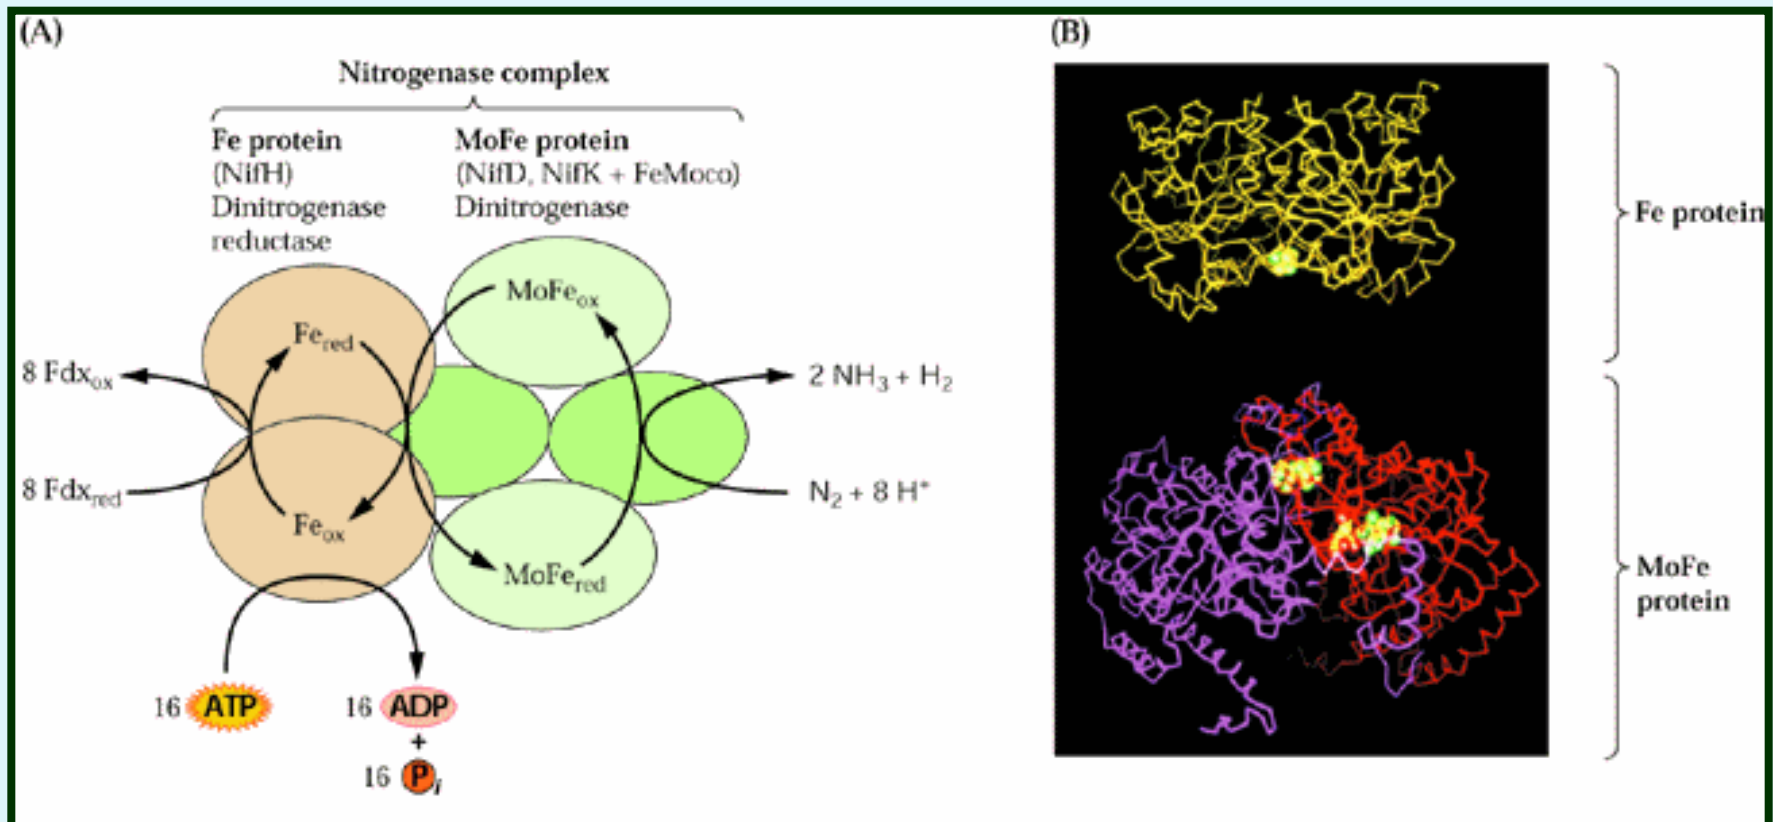 (A)
Nitrogenase complex
Fe protein
(NifH)
Dinitrogenase
reductase
MoFe protein
(NifD, NifK + FeMoco)
Dinitrogenase
MoFeox
Fered
8 Fdxox
2 NH3 + H2
8 Fdxred
N2 + 8 H+
Feox
MoFered
16 ATP
16 ADP
+
16 Pi
(B)
Fe protein
MoFe
protein